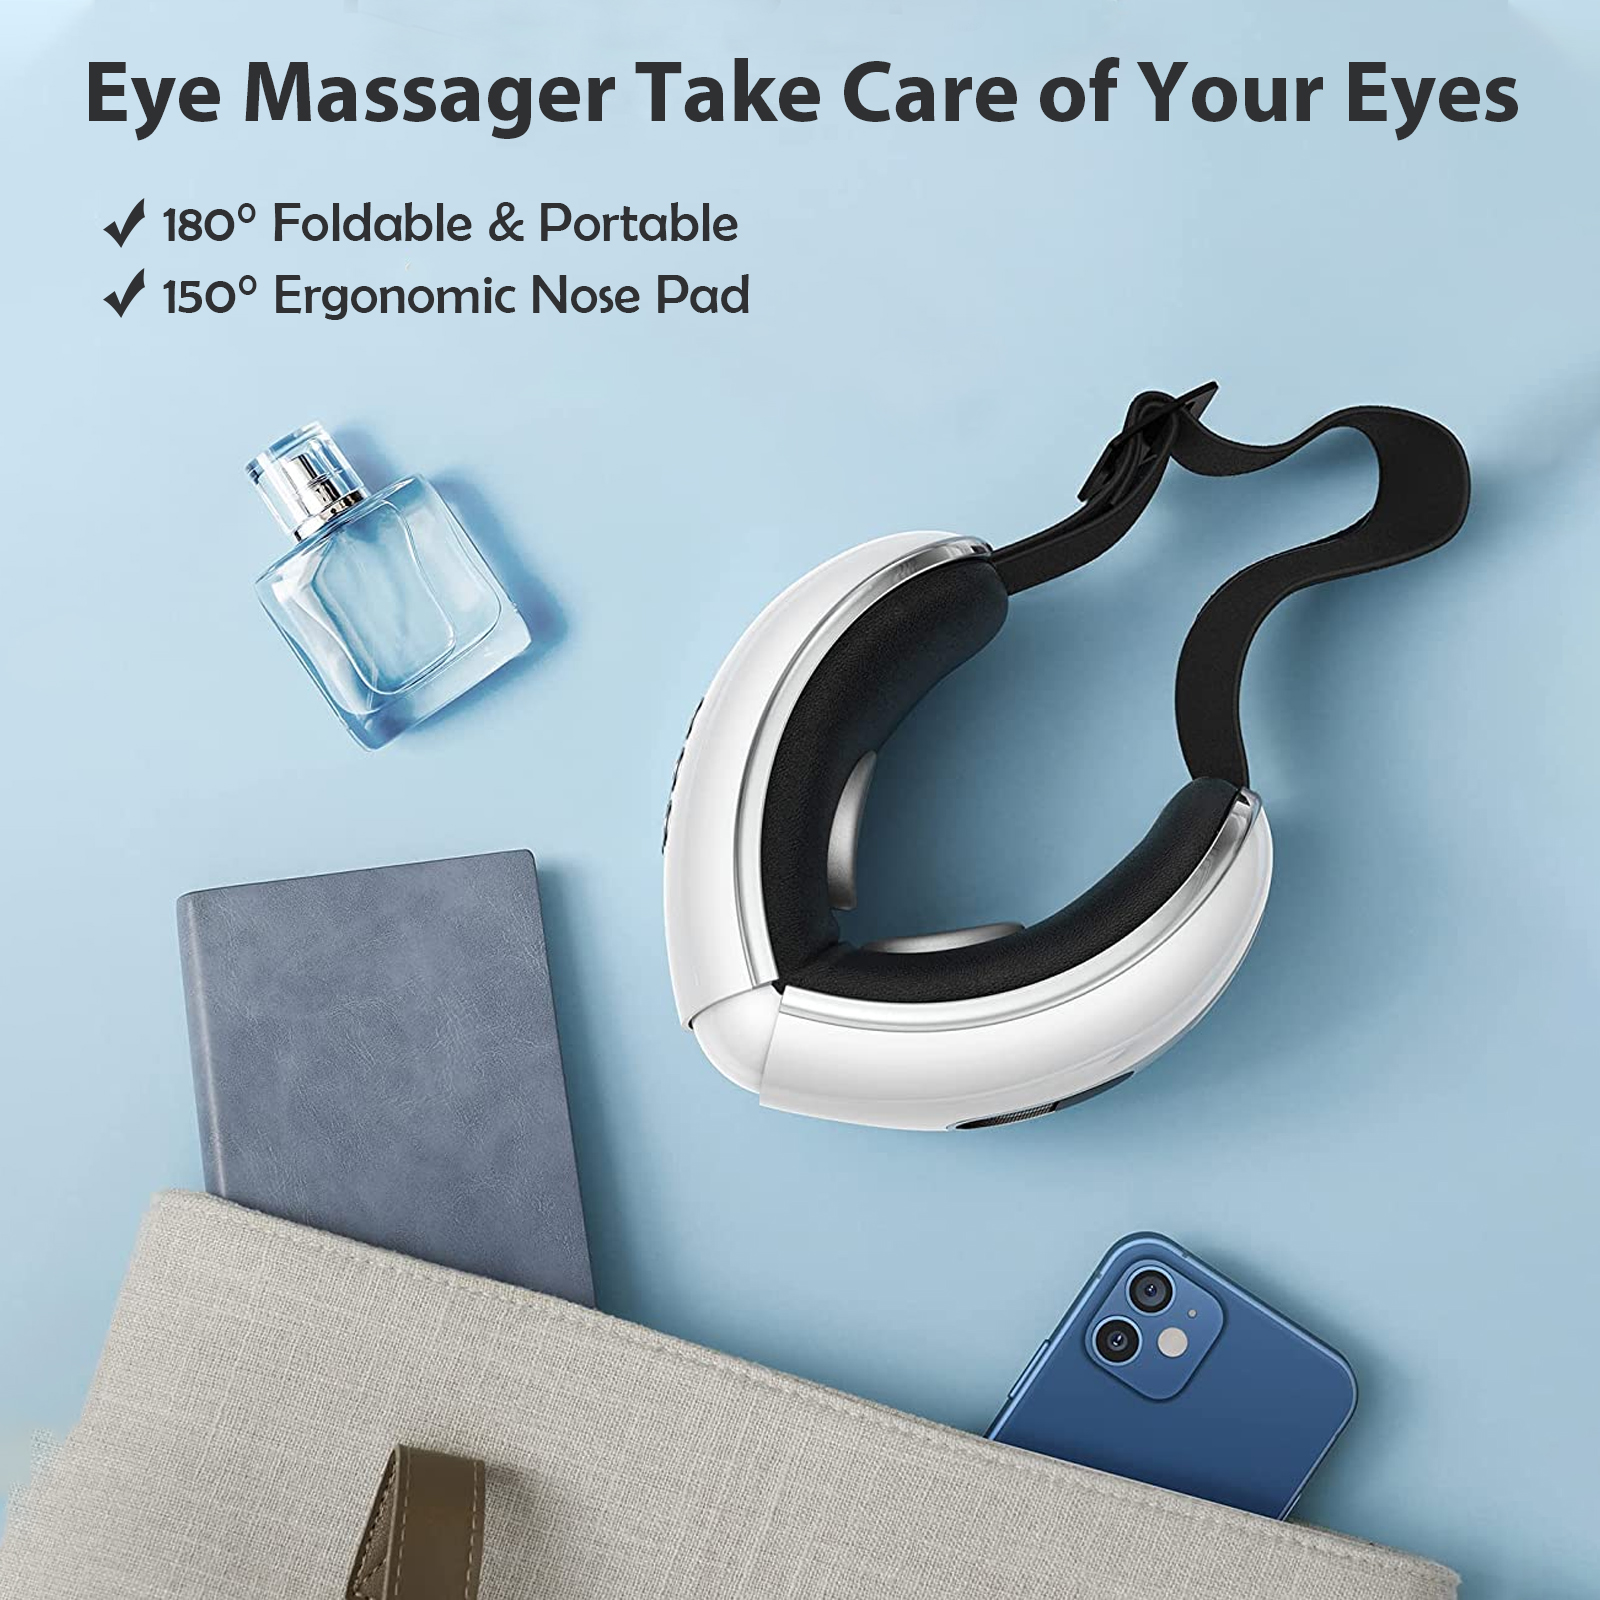 Eye Massager Take Care of Your Eyes
✓ 180° Foldable & Portable
✓ 150° Ergonomic Nose Pad